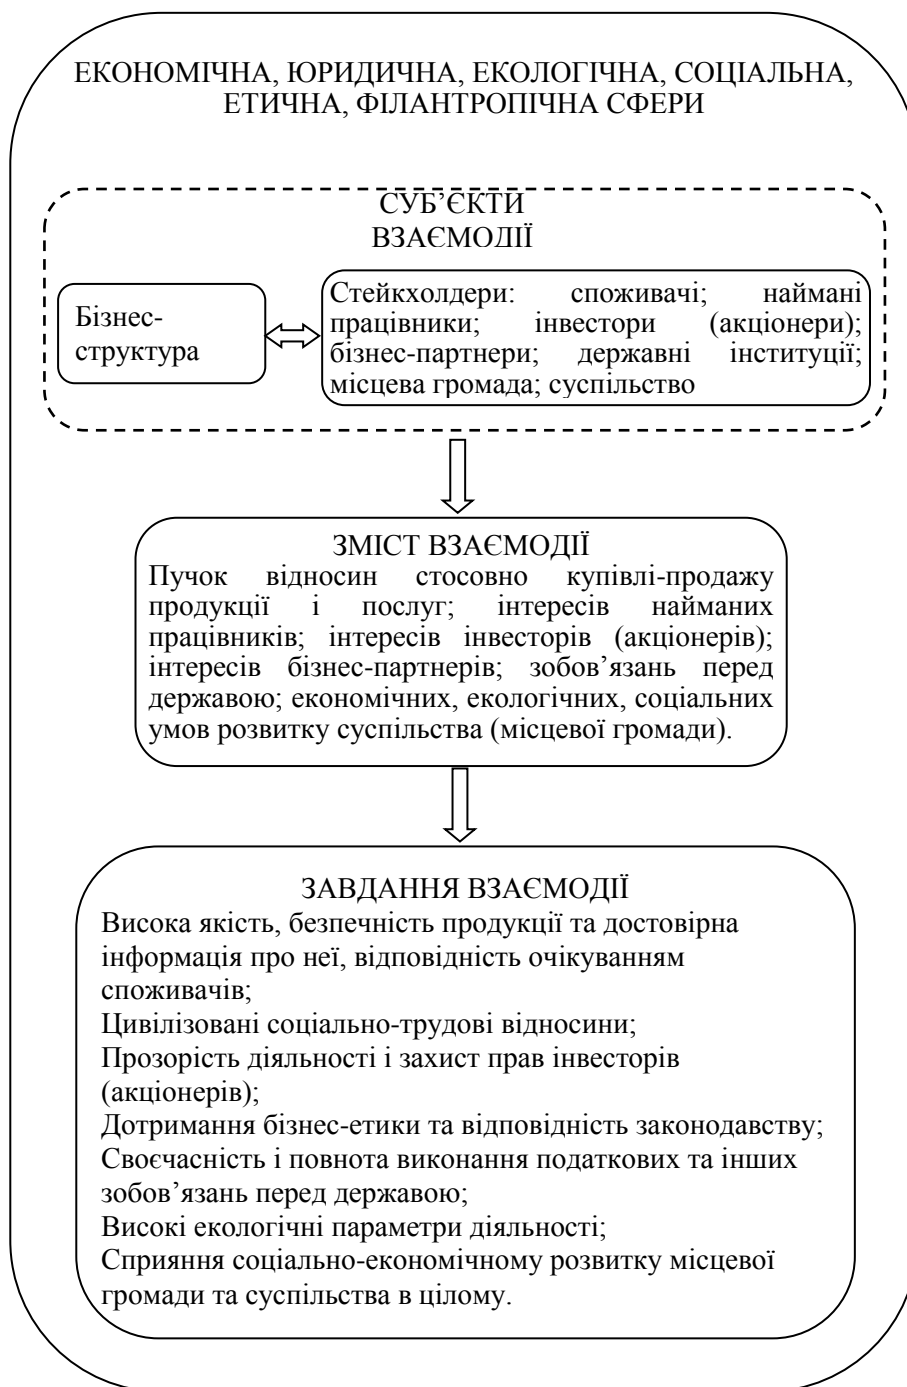 ЕКОНОМІЧНА, ЮРИДИЧНА, ЕКОЛОГІЧНА, СОЦІАЛЬНА,
ЕТИЧНА, ФІЛАНТРОПІЧНА СФЕРИ
СУБ’ЄКТИ
ВЗАЄМОДІЇ
Бізнес-
структура
Стейкхолдери: споживачі; наймані
працівники; інвестори (акціонери);
бізнес-партнери; державні інституції;
місцева громада; суспільство
ЗМІСТ ВЗАЄМОДІЇ
Пучок відносин стосовно купівлі-продажу
продукції і послуг; інтересів найманих
працівників; інтересів інвесторів (акціонерів);
інтересів бізнес-партнерів; зобов’язань перед
державою; економічних, екологічних, соціальних
умов розвитку суспільства (місцевої громади).
ЗАВДАННЯ ВЗАЄМОДІЇ
Висока якість, безпечність продукції та достовірна
інформація про неї, відповідність очікуванням
споживачів;
Цивілізовані соціально-трудові відносини;
Прозорість діяльності і захист прав інвесторів
(акціонерів);
Дотримання бізнес-етики та відповідність законодавству;
Своєчасність і повнота виконання податкових та інших
зобов’язань перед державою;
Високі екологічні параметри діяльності;
Сприяння соціально-економічному розвитку місцевої
громади та суспільства в цілому.